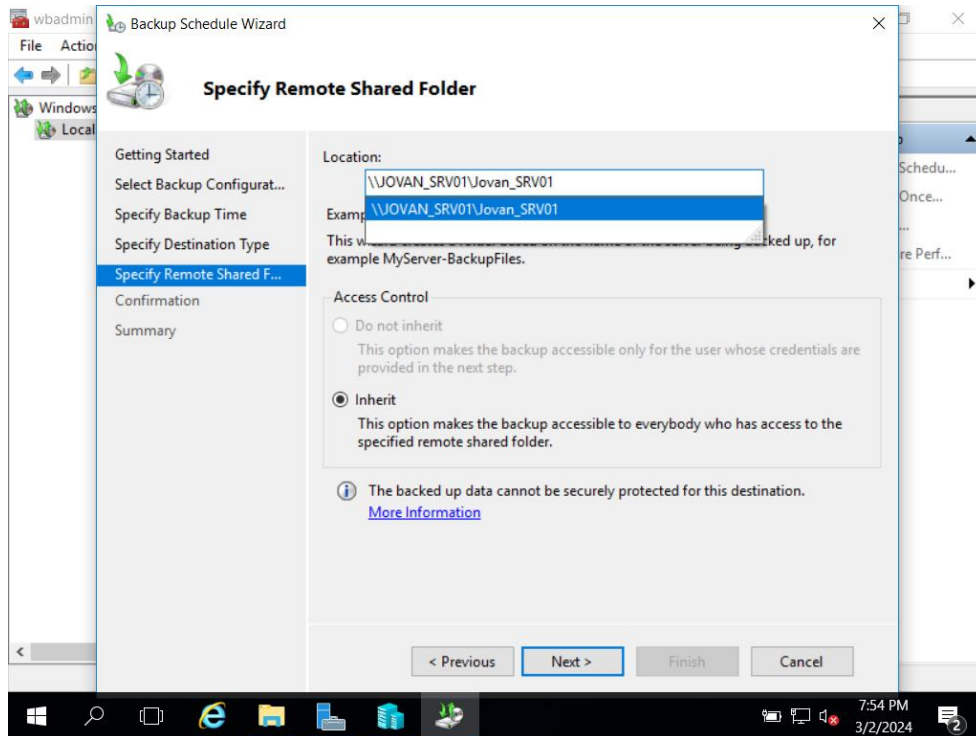 wbadmin
Backup Schedule Wizard
File
Specify Remote Shared Folder
Windows
Local
Getting Started
Select Backup Configurat...
Specify Backup Time
Specify Destination Type
Specify Remote Shared F...
Confirmation
Summary
Location:
\\JOVAN_SRV01\Jovan_SRV01
\\JOVAN_SRV01\Jovan_SRV01
for
example MyServer-BackupFiles.
Access Control
Do not inherit
This option makes the backup accessible only for the user whose credentials are
provided in the next step.
Inherit
This option makes the backup accessible to everybody who has access to the
specified remote shared folder.
The backed up data cannot be securely protected for this destination.
More Information
Schedu...
Once...
...
re Perf...
< Previous
Next >
Finish
Cancel
7:54 PM
3/2/2024
2